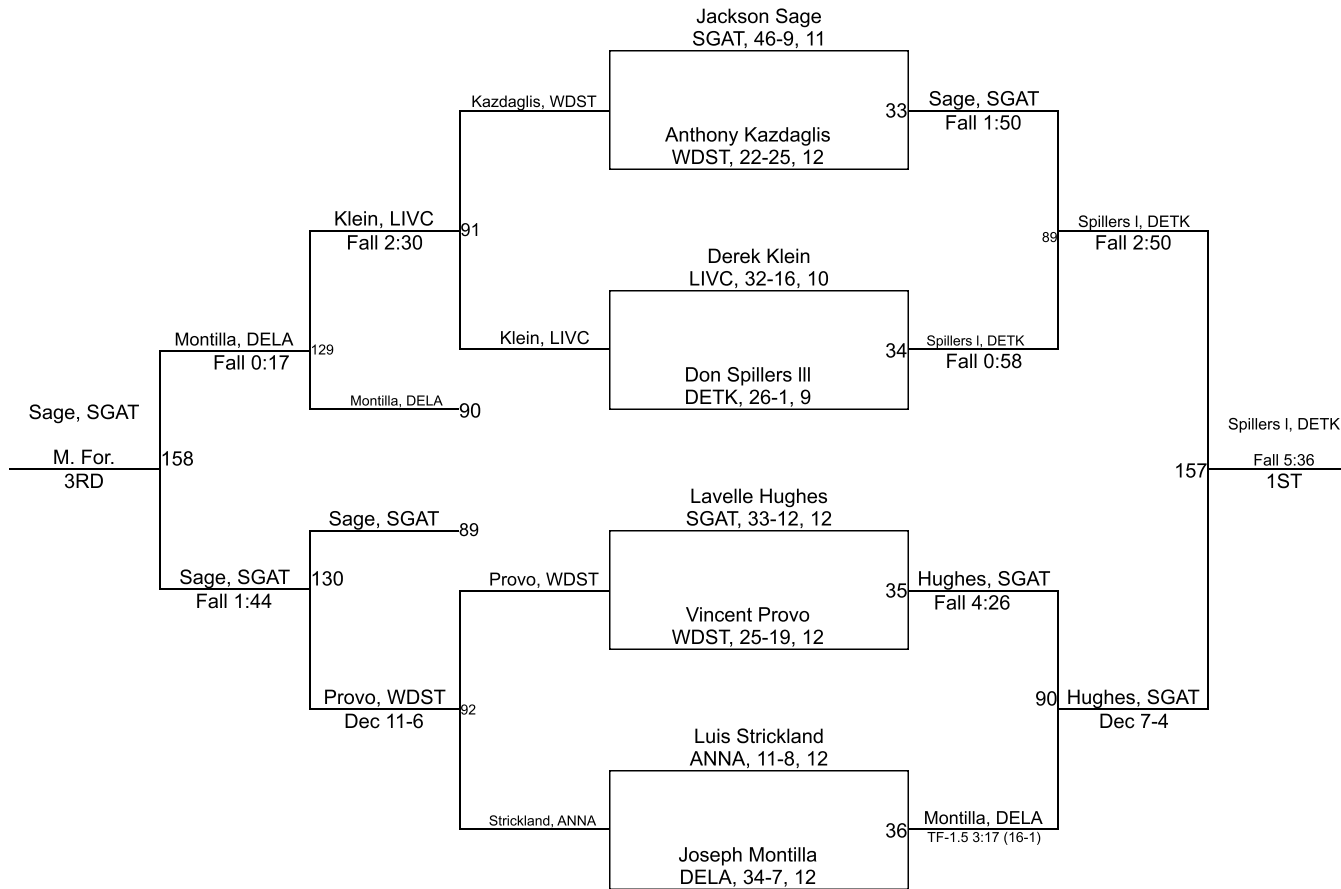 Jackson Sage
SGAT, 46-9, 11
Kazdaglis, WDST
33
Sage, SGAT
Fall 1:50
Anthony Kazdaglis
WDST, 22-25, 12
Klein, LIVC
Fall 2:30
91
89
Spillers I, DETK
Fall 2:50
Derek Klein
LIVC, 32-16, 10
Klein, LIVC
34
Spillers I, DETK
Fall 0:58
Montilla, DELA
Fall 0:17
129
Don Spillers III
DETK, 26-1, 9
Montilla, DELA
90
Sage, SGAT
M. For.
3RD
158
157
Spillers I, DETK
Fall 5:36
1ST
Lavelle Hughes
SGAT, 33-12, 12
Sage, SGAT
89
Sage, SGAT
Fall 1:44
130
Provo, WDST
35
Hughes, SGAT
Fall 4:26
Vincent Provo
WDST, 25-19, 12
Provo, WDST
Dec 11-6
92
90
Hughes, SGAT
Dec 7-4
Luis Strickland
ANNA, 11-8, 12
Strickland, ANNA
36
Montilla, DELA
TF-1.5 3:17 (16-1)
Joseph Montilla
DELA, 34-7, 12